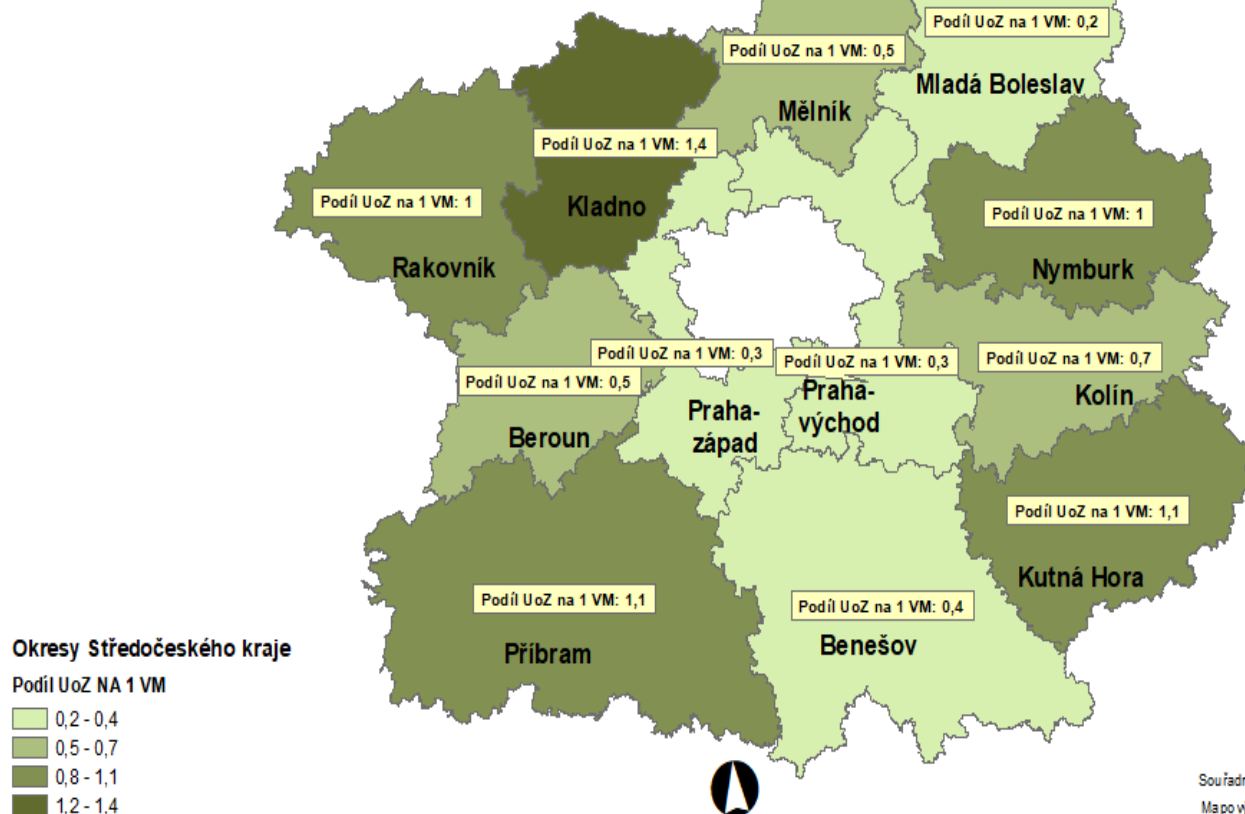 Podíl UoZ na 1 VM: 0,2
Podíl UoZ na 1 VM: 0,5
Mladá Boleslav
Mělník
Podíl UoZ na 1 VM: 1,4
Podíl UoZ na 1 VM: 1
Kladno
Podíl UoZ na 1 VM: 1
Rakovník
Nymburk
Podíl UoZ na 1 VM: 0,3
Podíl UoZ na 1 VM: 0,3
Podíl UoZ na 1 VM: 0,7
Podíl UoZ na 1 VM: 0,5
Kolín
Praha-
západ
Praha-
východ
Beroun
Podíl UoZ na 1 VM: 1,1
Kutná Hora
Podíl UoZ na 1 VM: 1,1
Podíl UoZ na 1 VM: 0,4
Příbram
Benešov
Okresy Středočeského kraje
Podíl UoZ NA 1 VM
0,2 - 0,4
0,5 - 0,7
0,8 - 1,1
1,2 - 1,4